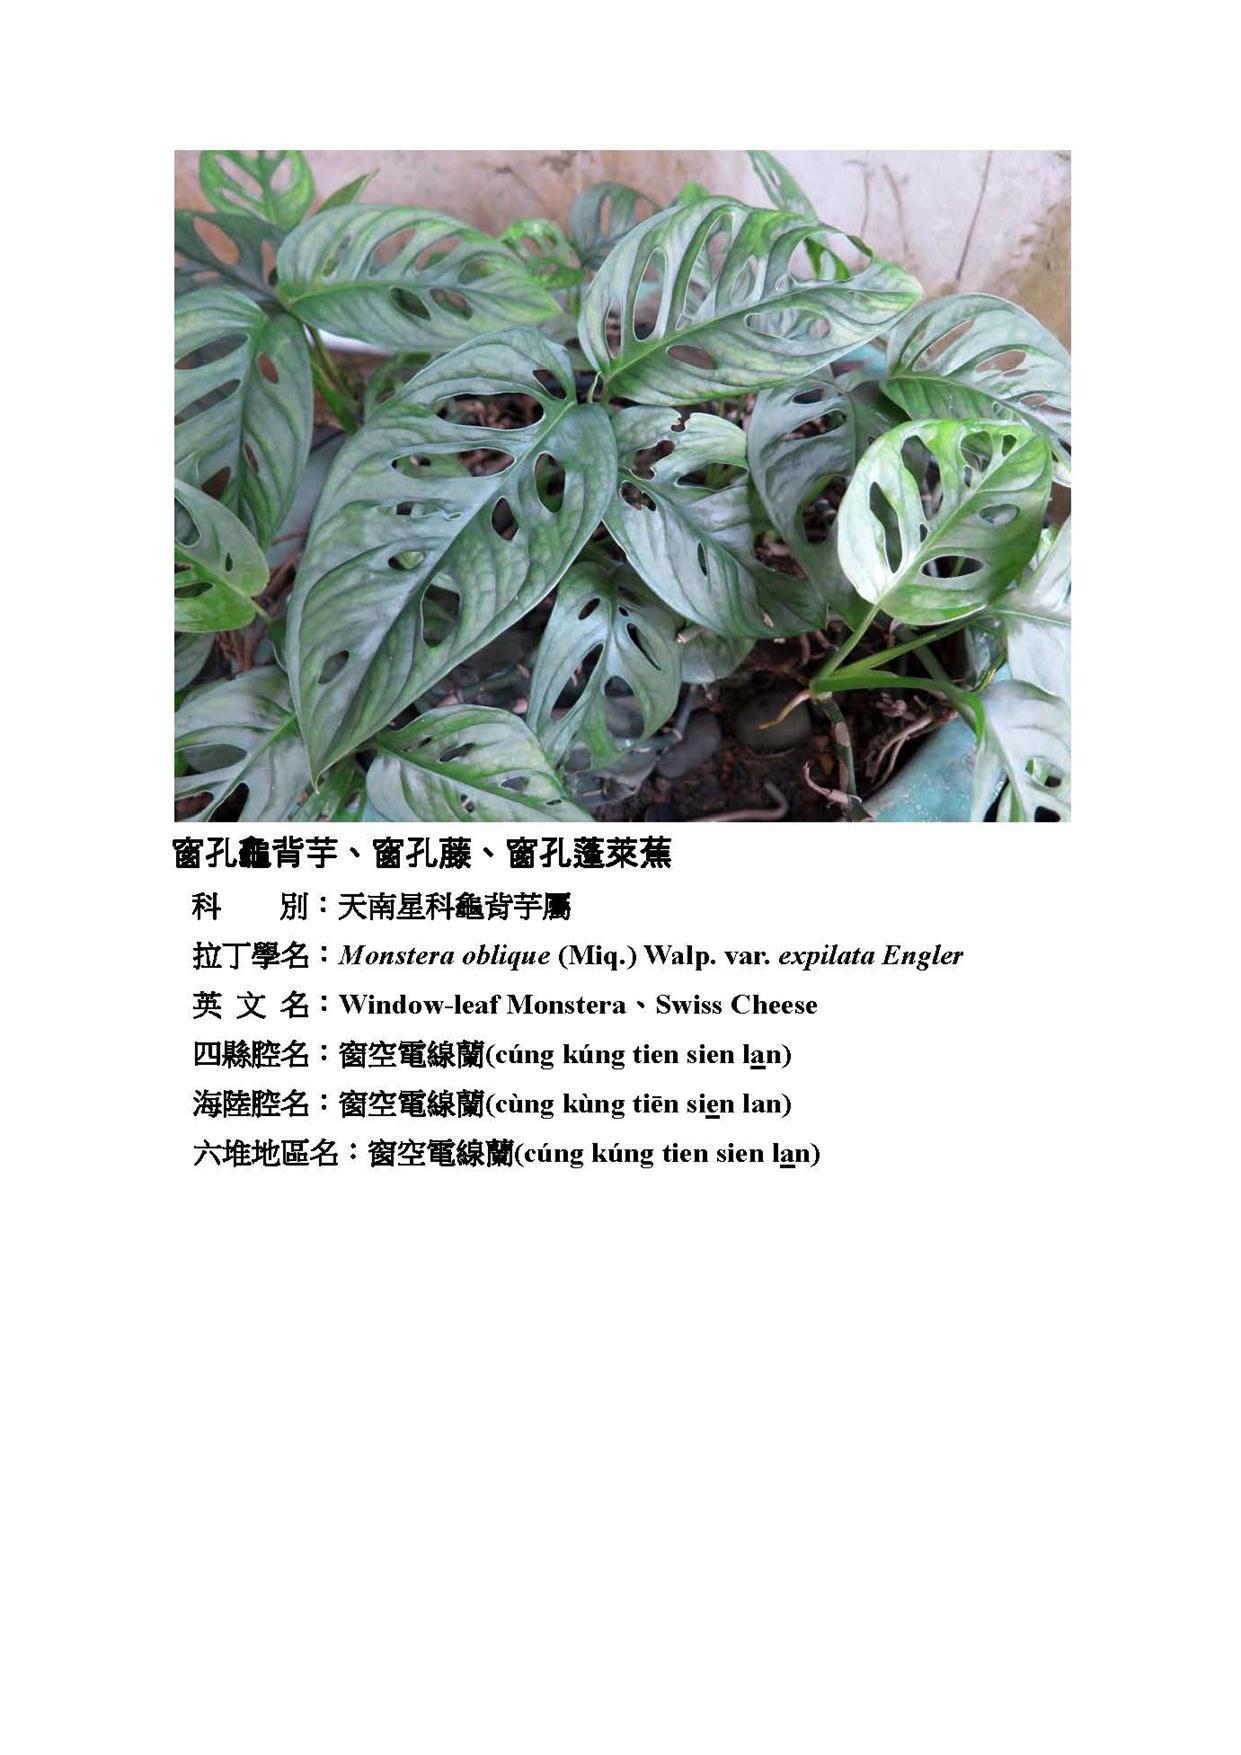 窗孔龜背芋、窗孔藤、窗孔蓬萊蕉
科　　別：天南星科龜背芋屬
拉丁學名：Monstera oblique (Miq.) Walp. var. expilata Engler
英 文 名：Window-leaf Monstera、Swiss Cheese
四縣腔名：窗空電線蘭(cúng kúng tien sien lan)
海陸腔名：窗空電線蘭(cùng kùng tiēn sien lan)
六堆地區名：窗空電線蘭(cúng kúng tien sien lan)